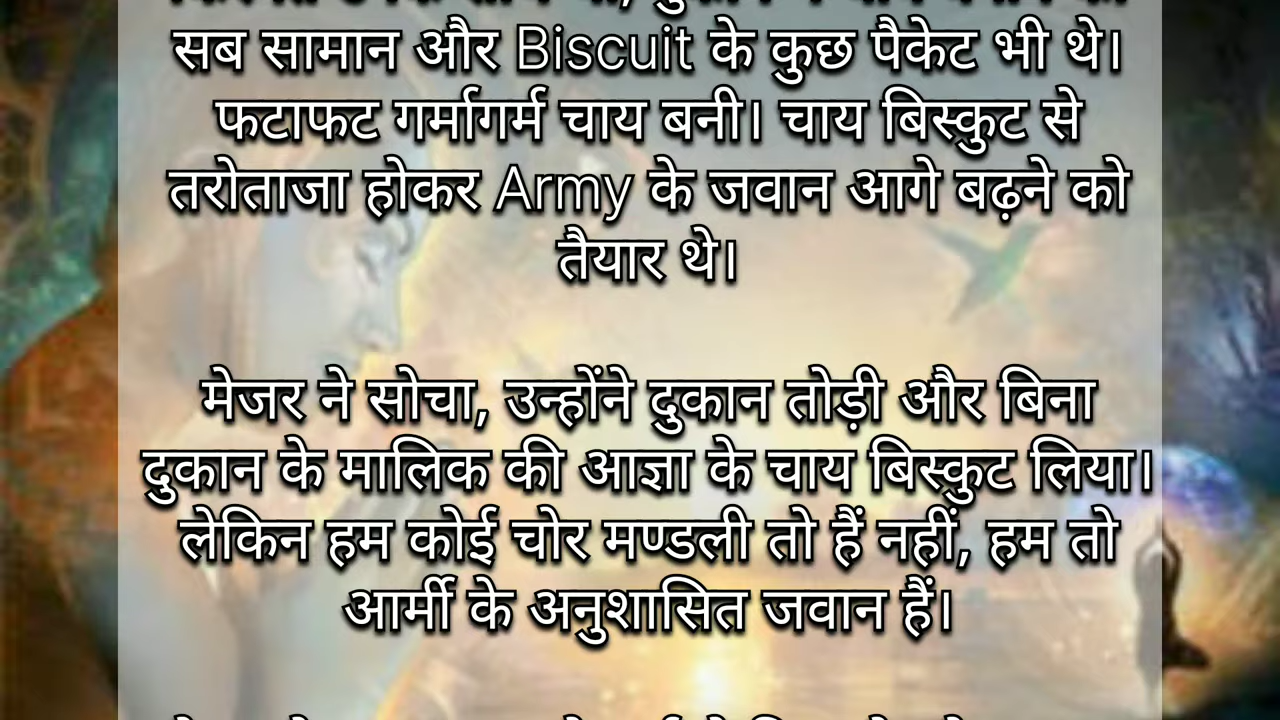 सब सामान और Biscuit के कुछ पैकेट भी थे।
फटाफट गर्मागर्म चाय बनी। चाय बिस्कुट से
तरोताजा होकर Army के जवान आगे बढ़ने को
तैयार थे।
मेजर ने सोचा, उन्होंने दुकान तोड़ी और बिना
दुकान के मालिक की आज्ञा के चाय बिस्कुट लिया।
लेकिन हम कोई चोर मण्डली तो हैं नहीं, हम तो
आर्मी के अनुशासित जवान हैं।